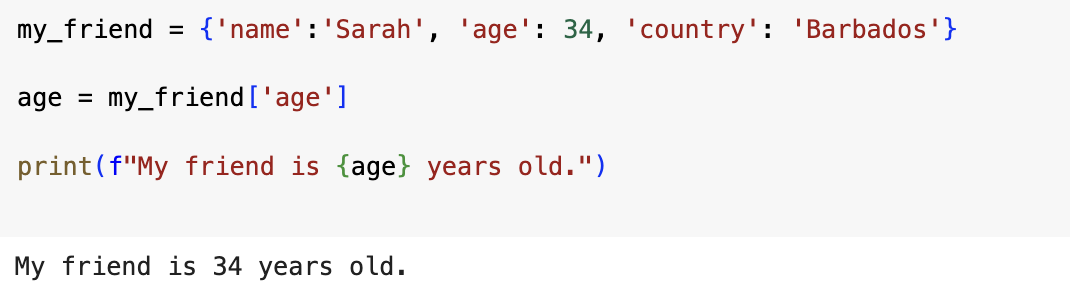 my_friend = {'name':'Sarah', 'age': 34, 'country': 'Barbados'}
age = my_friend['age']
print(f"My friend is {age} years old.")
My friend is 34 years old.